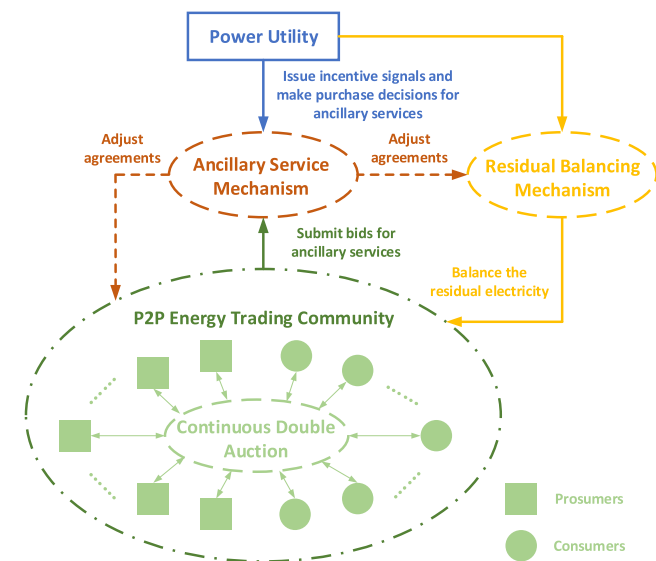 Power Utility
Issue incentive signals and
make purchase decisions for
ancillary services
Adjust
agreements
Adjust
agreements
Ancillary Service
Mechanism
Residual Balancing
Mechanism
Submit bids for
ancillary services
Balance the
residual electricity
P2P Energy Trading Community
Continuous Double
Auction
Prosumers
Consumers